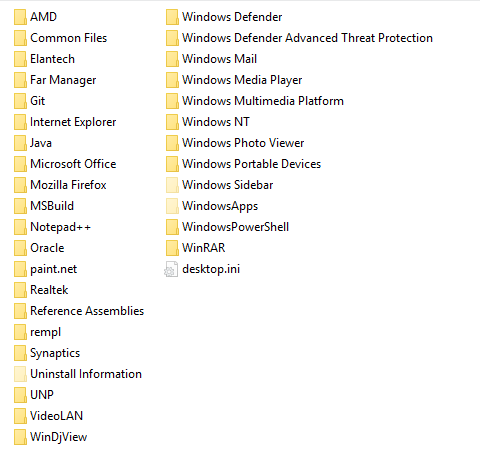 AMD
Common Files
Elantech
Far Manager
Git
Internet Explorer
Java
Microsoft Office
Mozilla Firefox
MSBuild
Notepad++
Oracle
paint.net
Realtek
Reference Assemblies
rempl
Synaptics
Uninstall Information
UNP
VideoLAN
WinDjView
Windows Defender
Windows Defender Advanced Threat Protection
Windows Mail
Windows Media Player
Windows Multimedia Platform
Windows NT
Windows Photo Viewer
Windows Portable Devices
Windows Sidebar
WindowsApps
WindowsPowerShell
WinRAR
desktop.ini